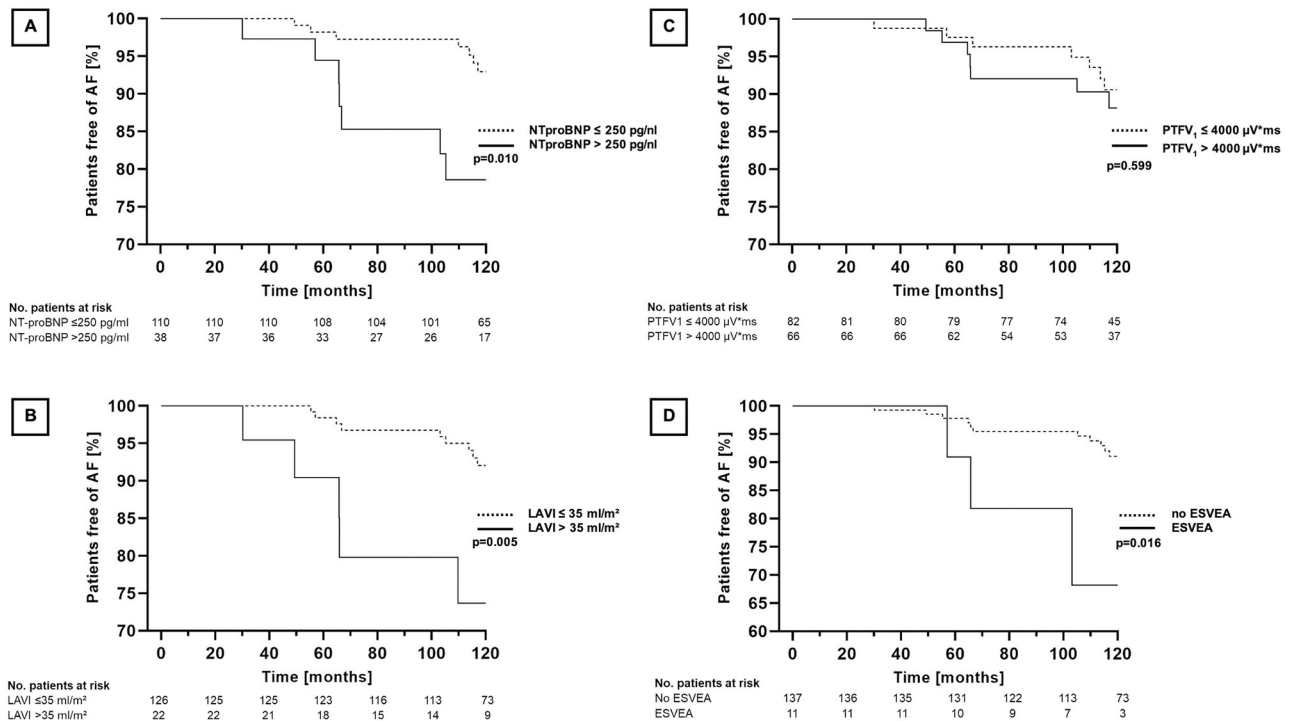 A
Patients free of AF [%]
100
95
90
85
80
75
70
0 20 40 60 80 100 120
Time [months]
NTproBNP ≤ 250 pg/nl
NTproBNP > 250 pg/nl
p=0.010
No. patients at risk
NT-proBNP ≤250 pg/ml 110 110 110 108 104 101 65
NT-proBNP >250 pg/ml 38 37 36 33 27 26 17
C
Patients free of AF [%]
100
95
90
85
80
75
70
0 20 40 60 80 100 120
Time [months]
PTFV1 ≤ 4000 µV*ms
PTFV1 > 4000 µV*ms
p=0.599
No. patients at risk
PTFV1 ≤ 4000 µV*ms 82 81 80 79 77 74 45
PTFV1 > 4000 µV*ms 66 66 66 62 54 53 37
B
Patients free of AF [%]
100
95
90
85
80
75
70
0 20 40 60 80 100 120
Time [months]
LAVI ≤ 35 ml/m²
LAVI > 35 ml/m²
p=0.005
No. patients at risk
LAVI ≤35 ml/m² 126 125 125 123 116 113 73
LAVI >35 ml/m² 22 22 21 18 15 14 9
D
Patients free of AF [%]
100
95
90
85
80
75
70
65
60
0 20 40 60 80 100 120
Time [months]
no ESVEA
ESVEA
p=0.016
No. patients at risk
No ESVEA 137 136 135 131 122 113 73
ESVEA 11 11 11 10 9 7 3